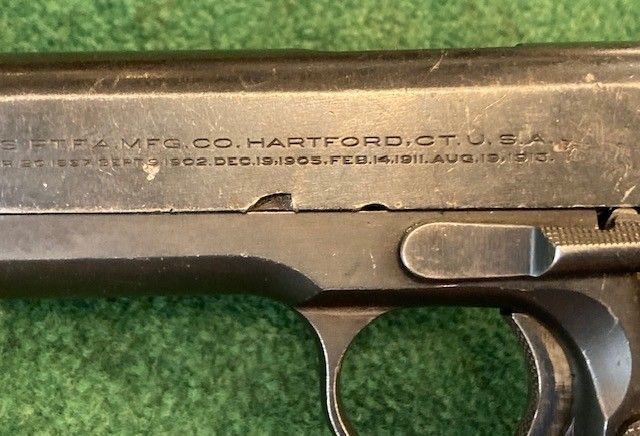 S PT.F.A.MFG.CO. HARTFORD,CT.U.S.A.
20 1897 SEPT.9,1902.DEC.19,1905.FEB.14,1911.AUG.19,1913.